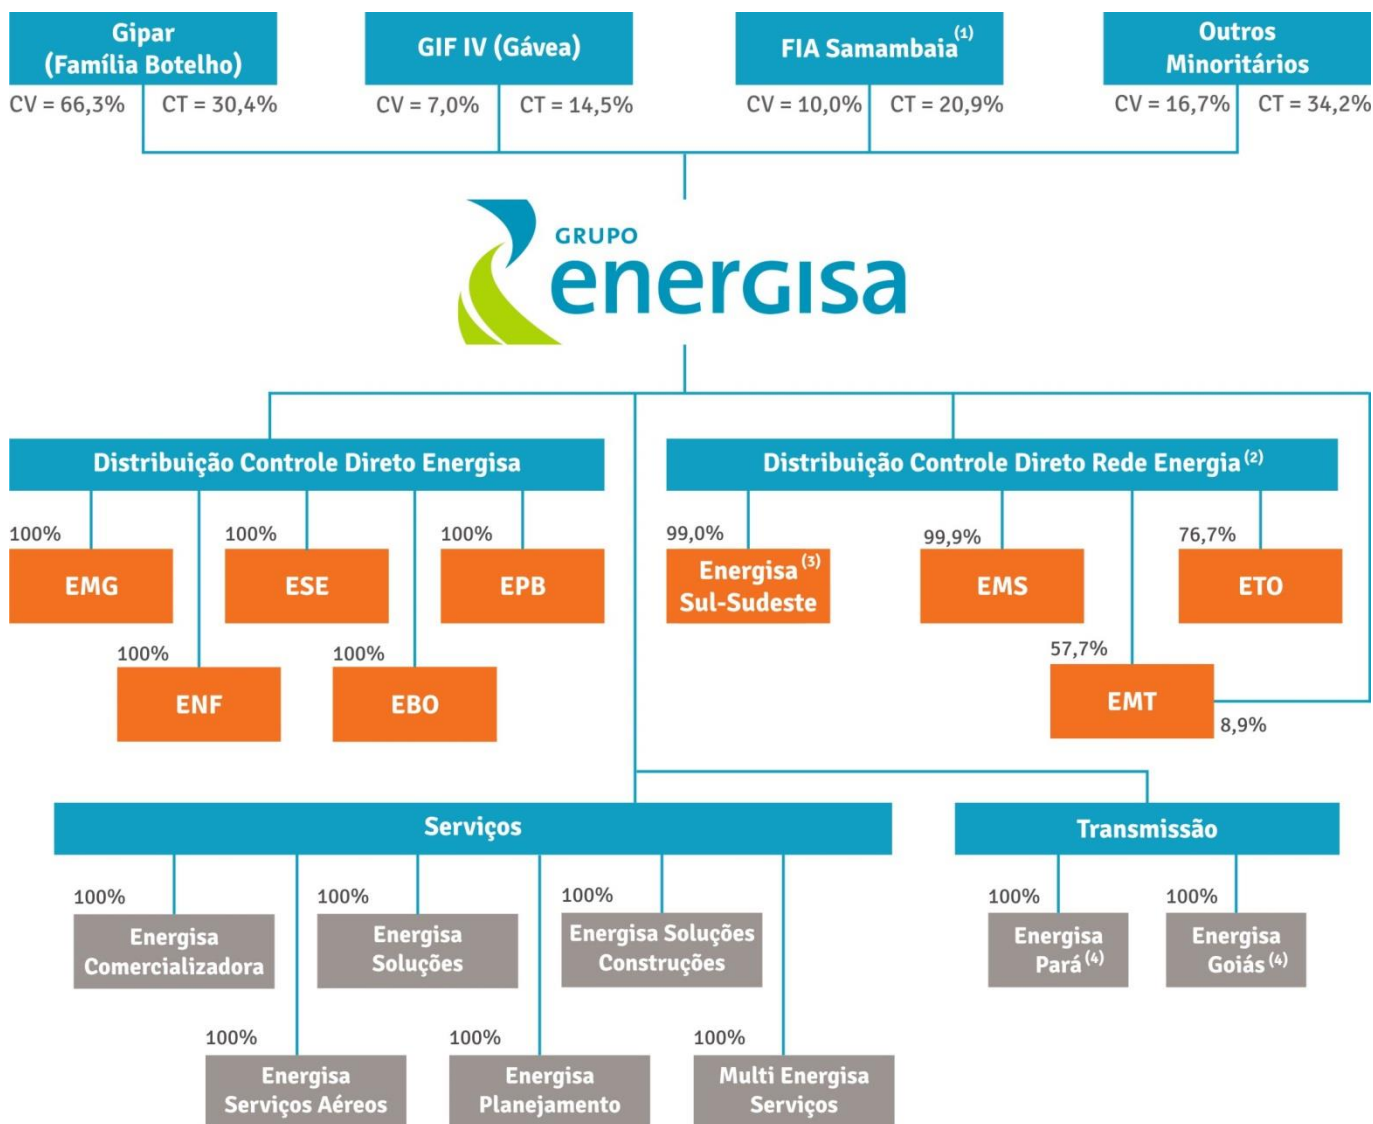 Gipar
(Família Botelho)
GIF IV (Gávea)
FIA Samambaia (1)
Outros
Minoritários
CV = 66,3% CT = 30,4%
CV = 7,0% CT = 14,5%
CV = 10,0% CT = 20,9%
CV = 16,7% CT = 34,2%
GRUPO
energisa
Distribuição Controle Direto Energisa
Distribuição Controle Direto Rede Energia (2)
100%
EMG
100%
ESE
100%
EPB
100%
ENF
100%
EBO
99,0%
Energisa (3)
Sul-Sudeste
99,9%
EMS
76,7%
ETO
57,7%
EMT
8,9%
Serviços
Transmissão
100%
Energisa
Comercializadora
100%
Energisa
Soluções
100%
Energisa Soluções
Construções
100%
Energisa
Pará (4)
100%
Energisa
Goiás (4)
100%
Energisa
Serviços Aéreos
100%
Energisa
Planejamento
100%
Multi Energisa
Serviços